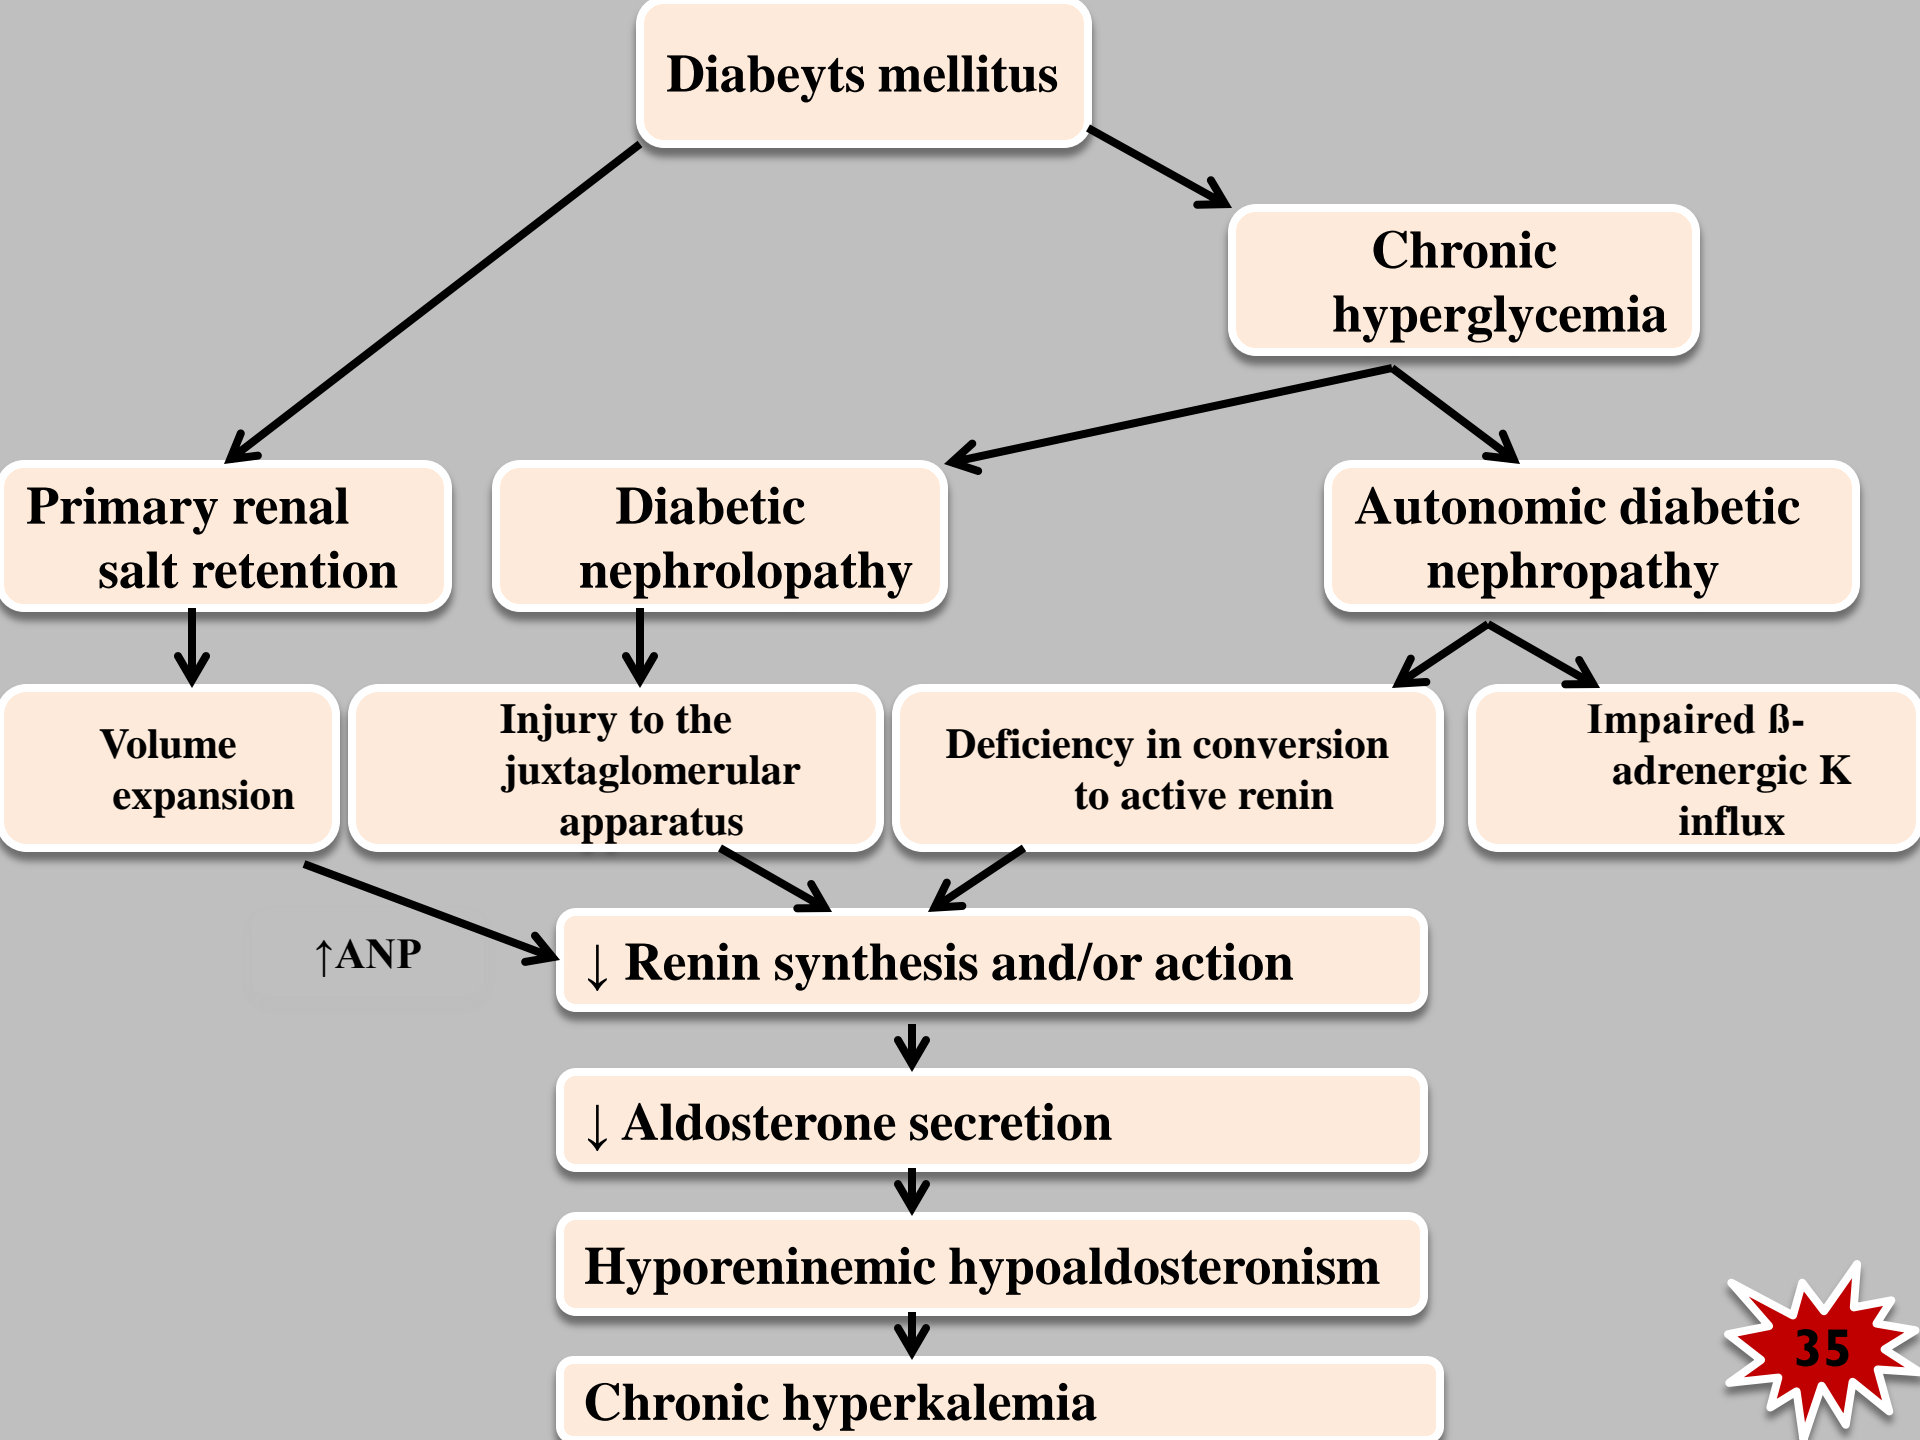 Diabeyts mellitus
Chronic
hyperglycemia
Primary renal
salt retention
Diabetic
nephrolopathy
Autonomic diabetic
nephropathy
Volume
expansion
Injury to the
juxtaglomerular
apparatus
Deficiency in conversion
to active renin
Impaired ß-
adrenergic K
influx
↑ANP
↓ Renin synthesis and/or action
↓ Aldosterone secretion
Hyporeninemic hypoaldosteronism
Chronic hyperkalemia
35